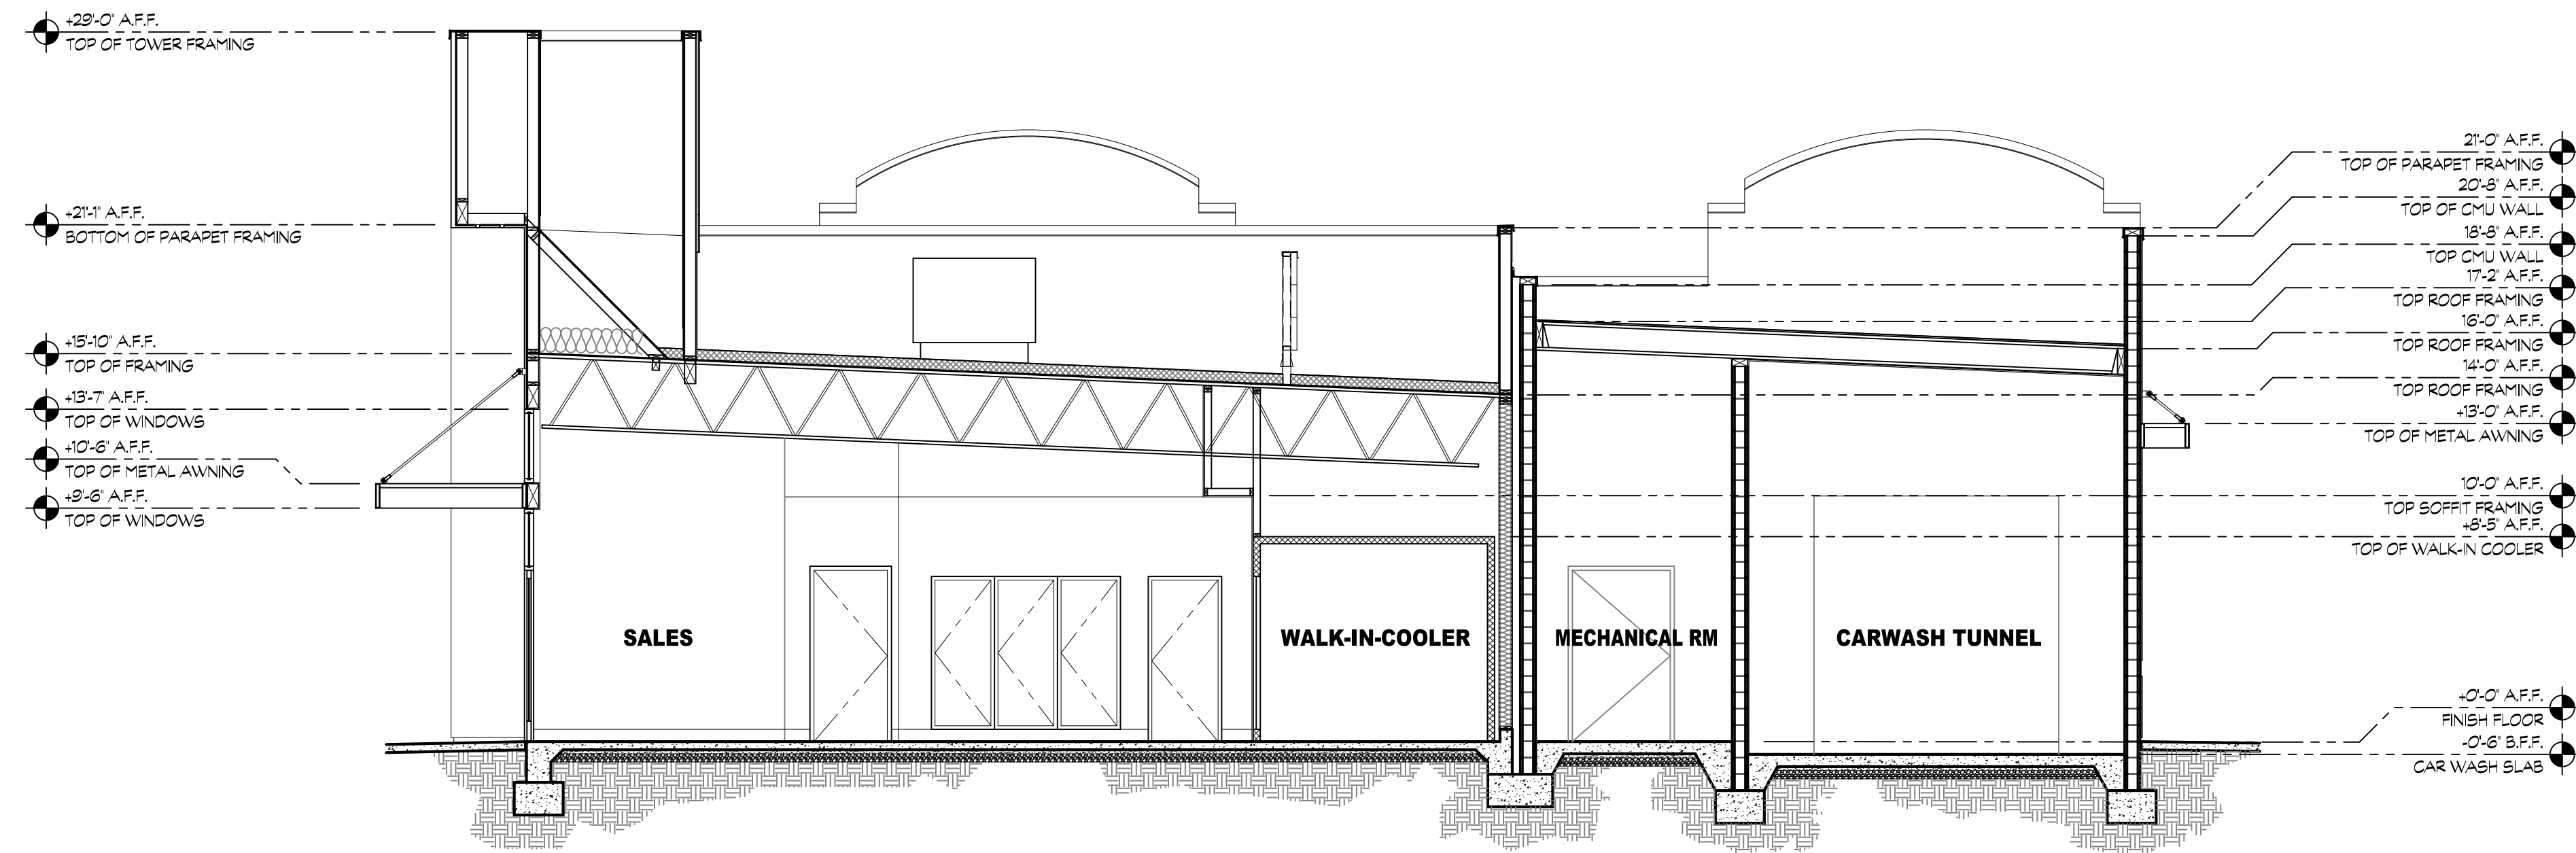 +29'-0" A.F.F.
TOP OF TOWER FRAMING
+21'-1" A.F.F.
BOTTOM OF PARAPET FRAMING
+15'-10" A.F.F.
TOP OF FRAMING
+13'-7" A.F.F.
TOP OF WINDOWS
+10'-6" A.F.F.
TOP OF METAL AWNING
+9'-6" A.F.F.
TOP OF WINDOWS
SALES
WALK-IN-COOLER
MECHANICAL RM
CARWASH TUNNEL
21'-0" A.F.F.
TOP OF PARAPET FRAMING
20'-8" A.F.F.
TOP OF CMU WALL
18'-8" A.F.F.
TOP CMU WALL
17'-2" A.F.F.
TOP ROOF FRAMING
16'-0" A.F.F.
TOP ROOF FRAMING
14'-0" A.F.F.
TOP ROOF FRAMING
+13'-0" A.F.F.
TOP OF METAL AWNING
10'-0" A.F.F.
TOP SOFFIT FRAMING
+8'-5" A.F.F.
TOP OF WALK-IN COOLER
+0'-0" A.F.F.
FINISH FLOOR
-0'-6" B.F.F.
CAR WASH SLAB